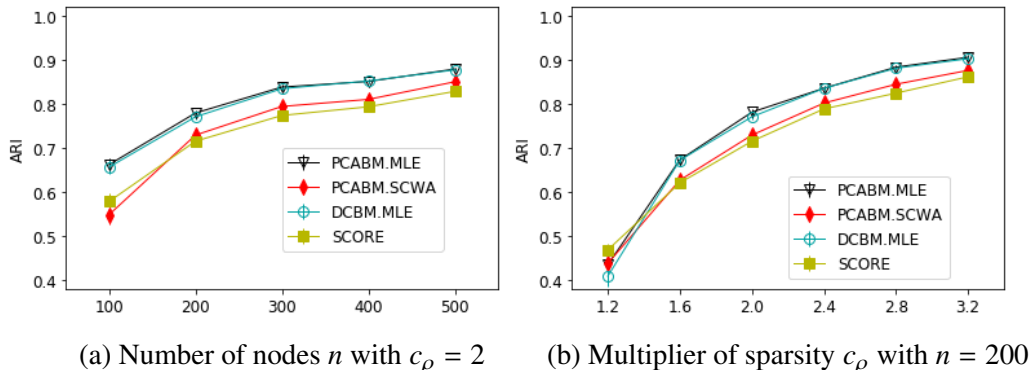 1.0
0.9
0.8
0.7
0.6
0.5
0.4
ARI
PCABM.MLE
PCABM.SCWA
DCBM.MLE
SCORE
100 200 300 400 500
(a) Number of nodes n with c_ρ = 2
1.0
0.9
0.8
0.7
0.6
0.5
0.4
ARI
PCABM.MLE
PCABM.SCWA
DCBM.MLE
SCORE
1.2 1.6 2.0 2.4 2.8 3.2
(b) Multiplier of sparsity c_ρ with n = 200